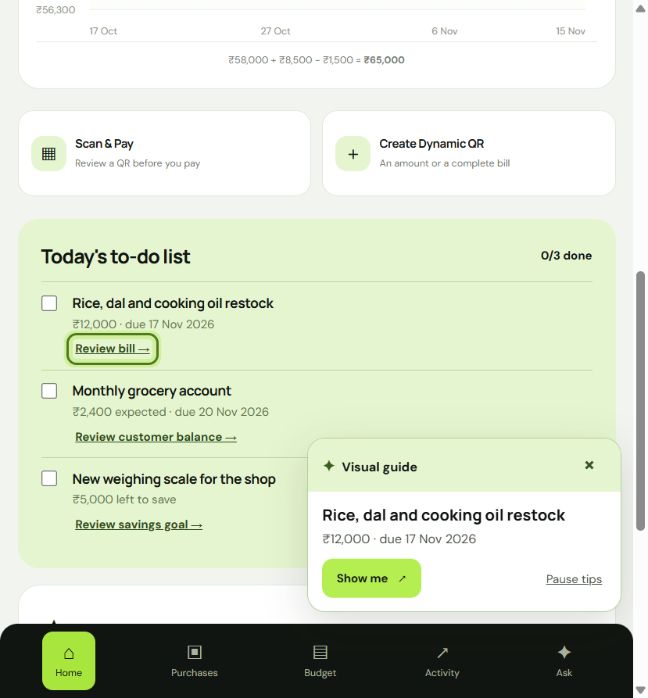 ₹56,300
17 Oct 27 Oct 6 Nov 15 Nov
₹58,000 + ₹8,500 − ₹1,500 = ₹65,000
Scan & Pay
Review a QR before you pay
Create Dynamic QR
An amount or a complete bill
Today's to-do list
0/3 done
Rice, dal and cooking oil restock
₹12,000 · due 17 Nov 2026
Review bill →
Monthly grocery account
₹2,400 expected · due 20 Nov 2026
Review customer balance →
New weighing scale for the shop
₹5,000 left to save
Review savings goal →
Visual guide
Rice, dal and cooking oil restock
₹12,000 · due 17 Nov 2026
Show me ↗
Pause tips
Home
Purchases
Budget
Activity
Ask